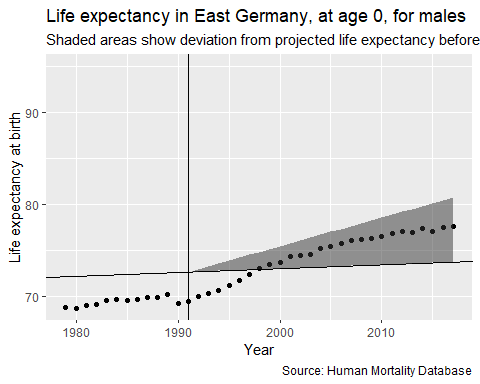 Life expectancy in East Germany, at age 0, for males
Shaded areas show deviation from projected life expectancy before
Life expectancy at birth
90
80
70
1980
1990
2000
2010
Year
Source: Human Mortality Database